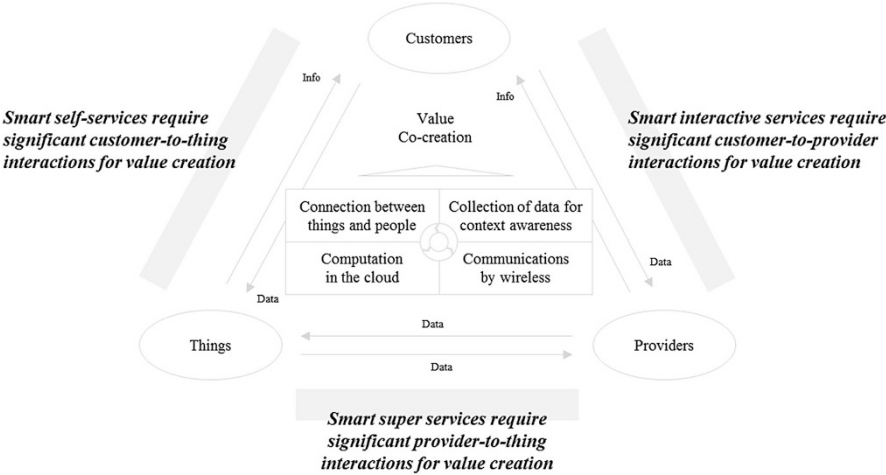 Customers
Info
Info
Smart self-services require
significant customer-to-thing
interactions for value creation
Value
Co-creation
Smart interactive services require
significant customer-to-provider
interactions for value creation
Connection between
things and people
Collection of data for
context awareness
Computation
in the cloud
Communications
by wireless
Data
Data
Things
Data
Data
Providers
Smart super services require
significant provider-to-thing
interactions for value creation